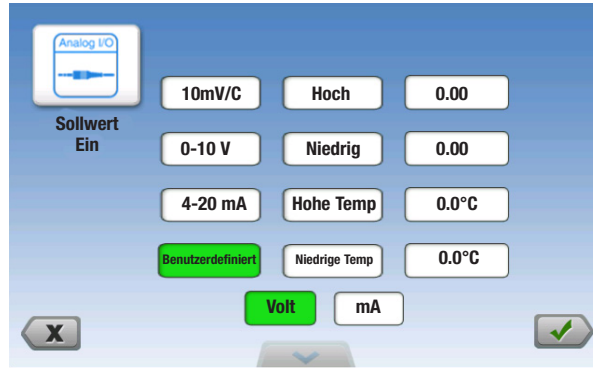 Analog I/O
Sollwert
Ein
10mV/C Hoch 0.00
0-10 V Niedrig 0.00
4-20 mA Hohe Temp 0.0°C
Benutzerdefiniert Niedrige Temp 0.0°C
Volt mA
X